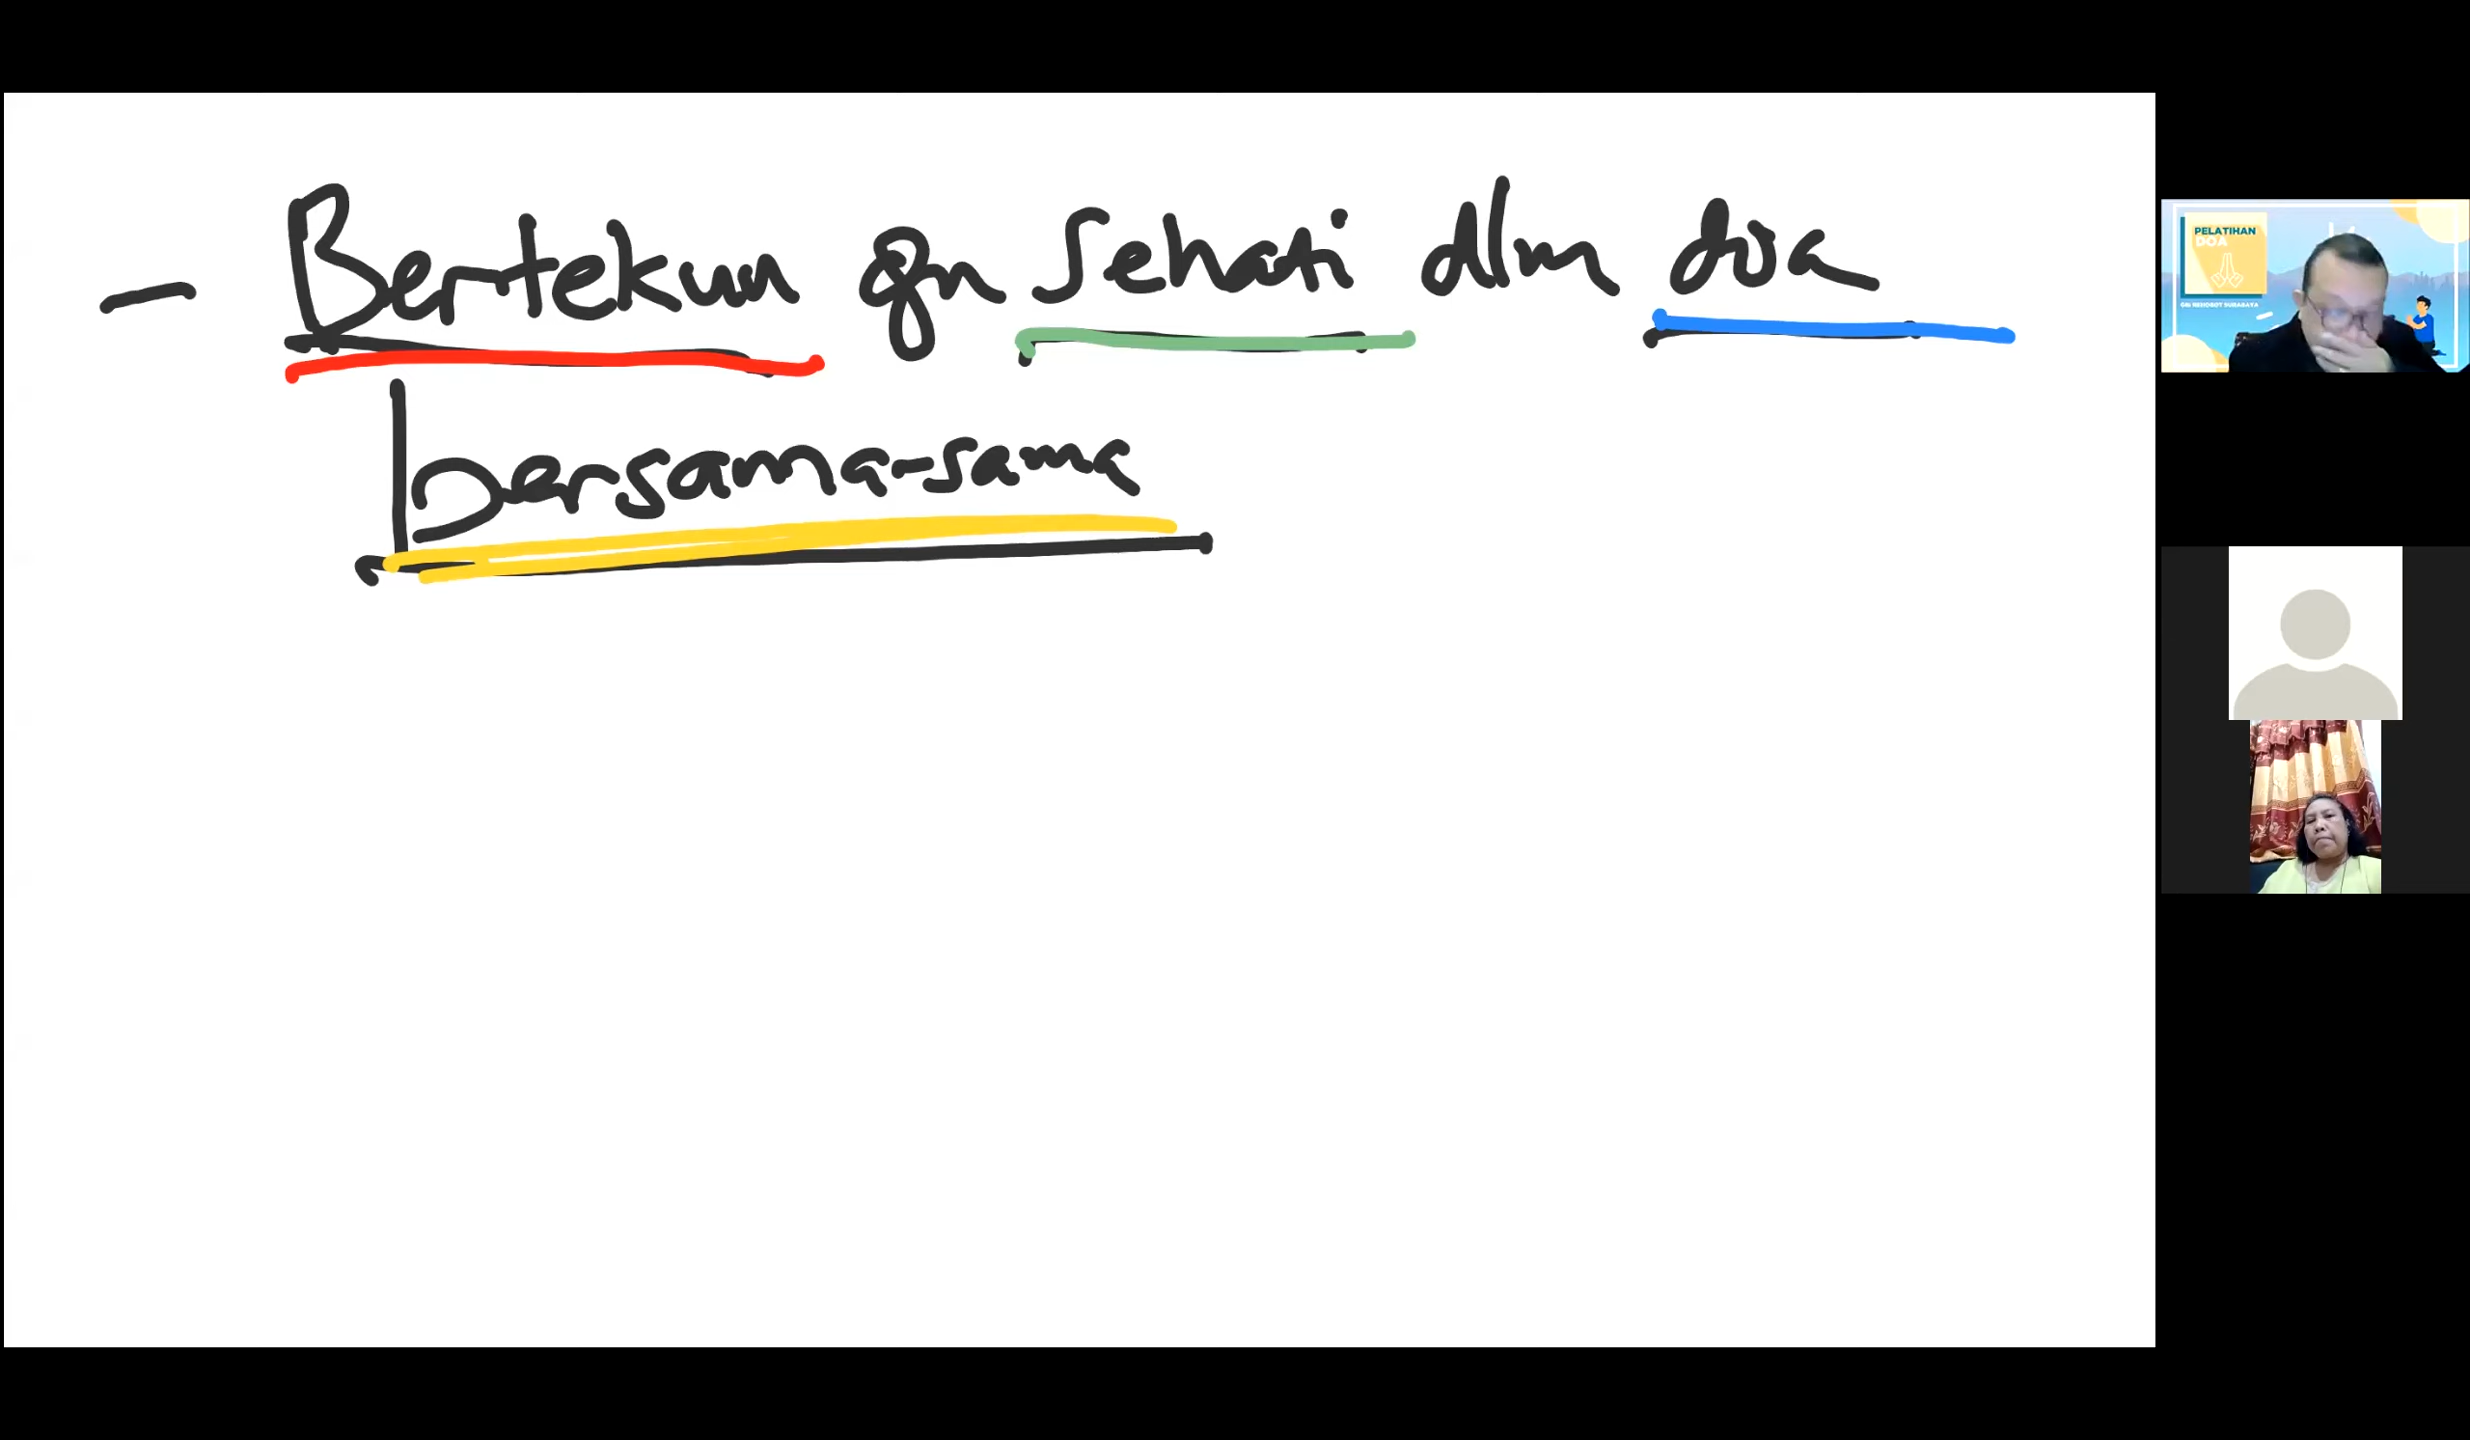 - Bertekun gn Sehati dlm doa
bersama-sama
PELATIHAN
DOA